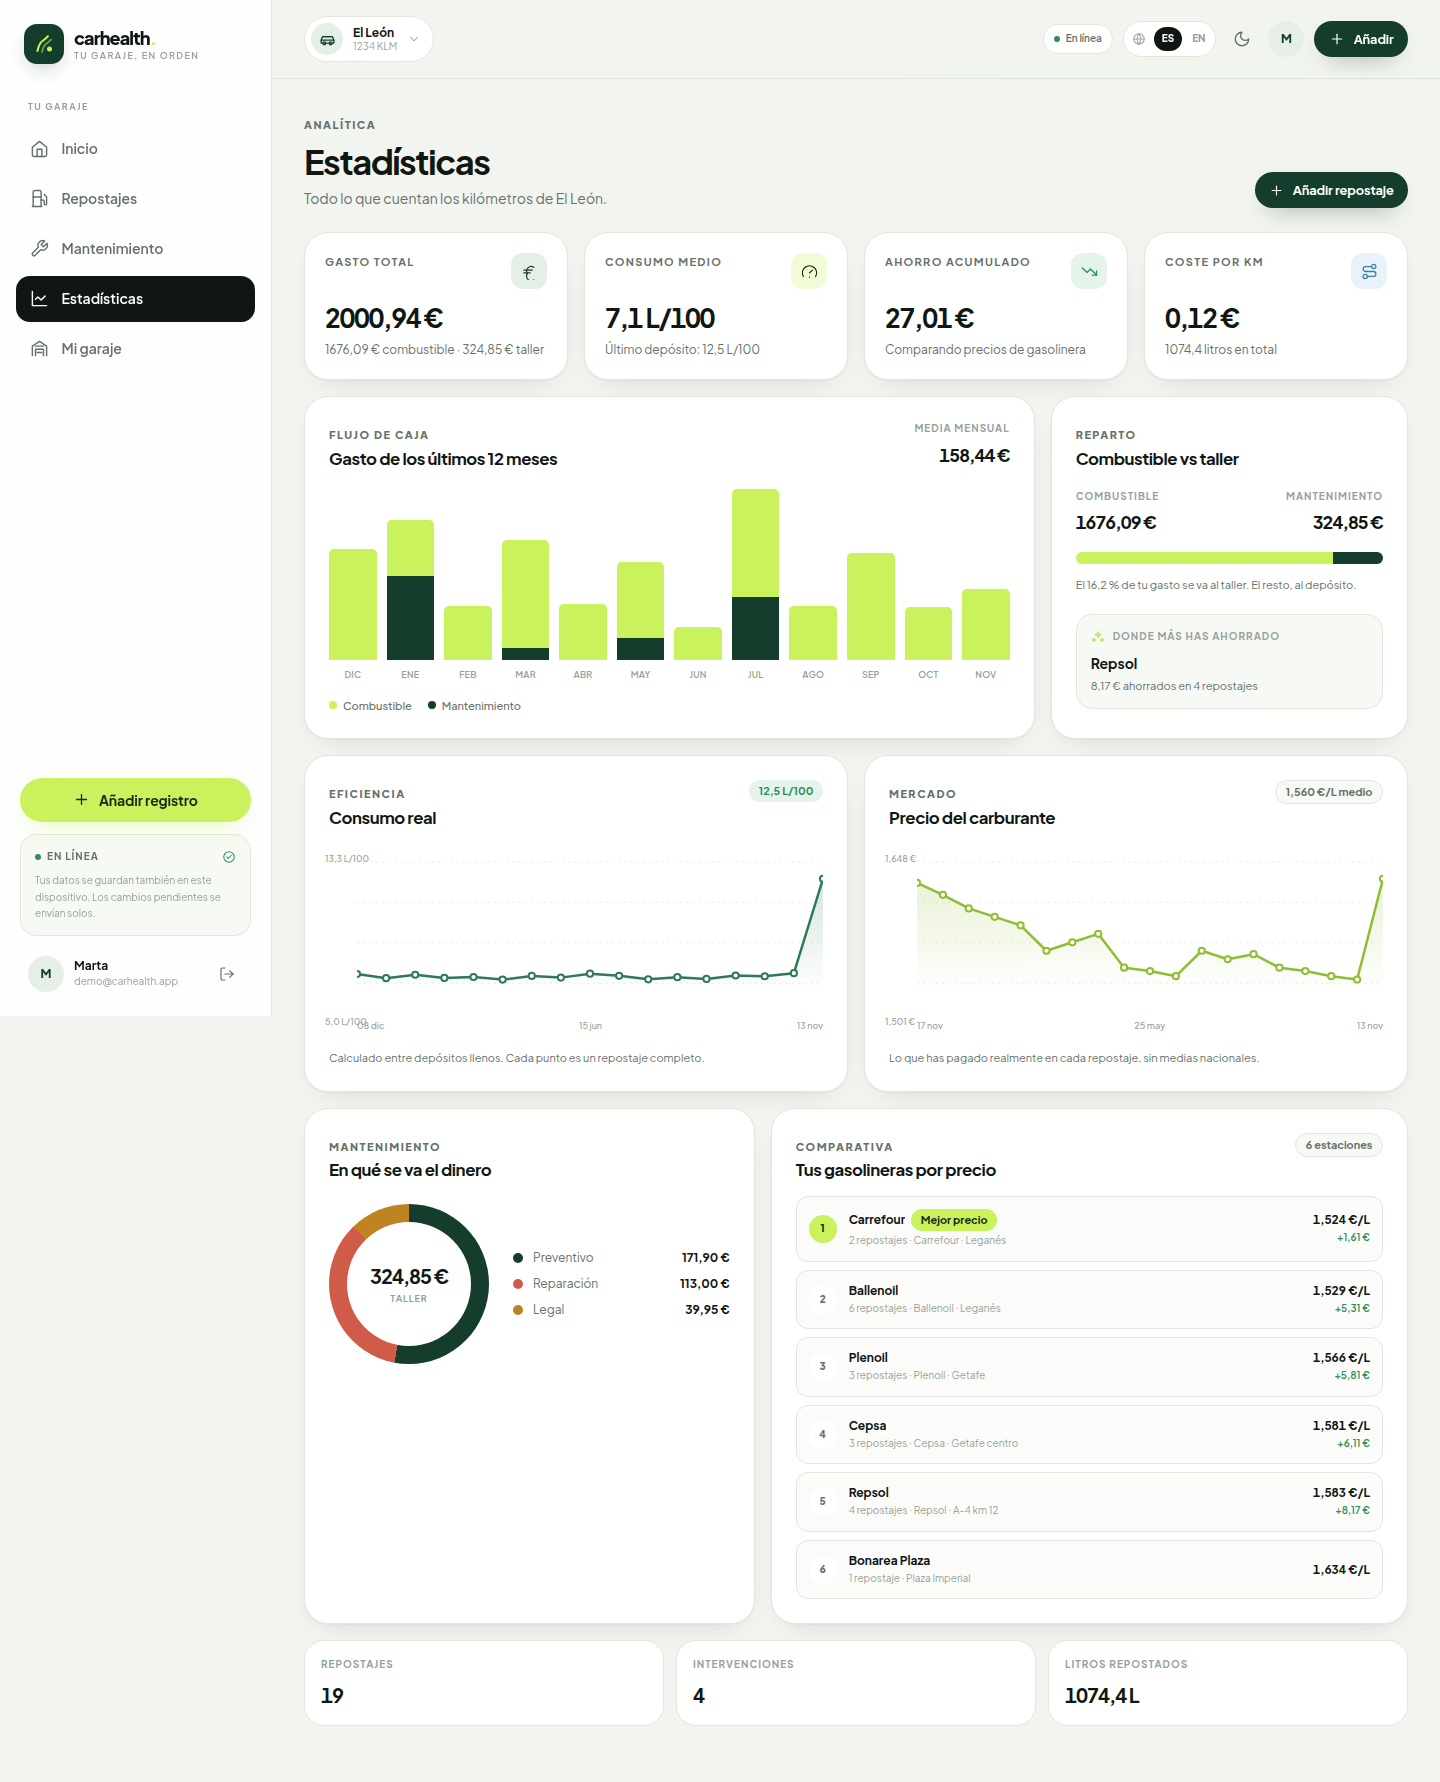 carhealth.
TU GARAJE, EN ORDEN
TU GARAJE
Inicio
Repostajes
Mantenimiento
Estadísticas
Mi garaje
Añadir registro
EN LÍNEA
Tus datos se guardan también en este
dispositivo. Los cambios pendientes se
envían solos.
M
Marta
demo@carhealth.app
El León
1234 KLM
En línea
ES
EN
M
Añadir
ANALÍTICA
Estadísticas
Todo lo que cuentan los kilómetros de El León.
Añadir repostaje
GASTO TOTAL
€
2000,94 €
1676,09 € combustible · 324,85 € taller
CONSUMO MEDIO
7,1 L/100
Último depósito: 12,5 L/100
AHORRO ACUMULADO
27,01 €
Comparando precios de gasolinera
COSTE POR KM
0,12 €
1074,4 litros en total
FLUJO DE CAJA
Gasto de los últimos 12 meses
MEDIA MENSUAL
158,44 €
DIC ENE FEB MAR ABR MAY JUN JUL AGO SEP OCT NOV
Combustible
Mantenimiento
REPARTO
Combustible vs taller
COMBUSTIBLE
MANTENIMIENTO
1676,09 €
324,85 €
El 16,2 % de tu gasto se va al taller. El resto, al depósito.
DONDE MÁS HAS AHORRADO
Repsol
8,17 € ahorrados en 4 repostajes
EFICIENCIA
Consumo real
12,5 L/100
13,3 L/100
5,0 L/100
08 dic
15 jun
13 nov
Calculado entre depósitos llenos. Cada punto es un repostaje completo.
MERCADO
Precio del carburante
1,560 €/L medio
1,648 €
1,501 €
17 nov
25 may
13 nov
Lo que has pagado realmente en cada repostaje, sin medias nacionales.
MANTENIMIENTO
En qué se va el dinero
324,85 €
TALLER
Preventivo 171,90 €
Reparación 113,00 €
Legal 39,95 €
COMPARATIVA
Tus gasolineras por precio
6 estaciones
1
Carrefour
Mejor precio
2 repostajes · Carrefour · Leganés
1,524 €/L
+1,61 €
2
Ballenoil
6 repostajes · Ballenoil · Leganés
1,529 €/L
+5,31 €
3
Plenoil
3 repostajes · Plenoil · Getafe
1,566 €/L
+5,81 €
4
Cepsa
3 repostajes · Cepsa · Getafe centro
1,581 €/L
+6,11 €
5
Repsol
4 repostajes · Repsol · A-4 km 12
1,583 €/L
+8,17 €
6
Bonarea Plaza
1 repostaje · Plaza Imperial
1,634 €/L
REPOSTAJES
19
INTERVENCIONES
4
LITROS REPOSTADOS
1074,4 L